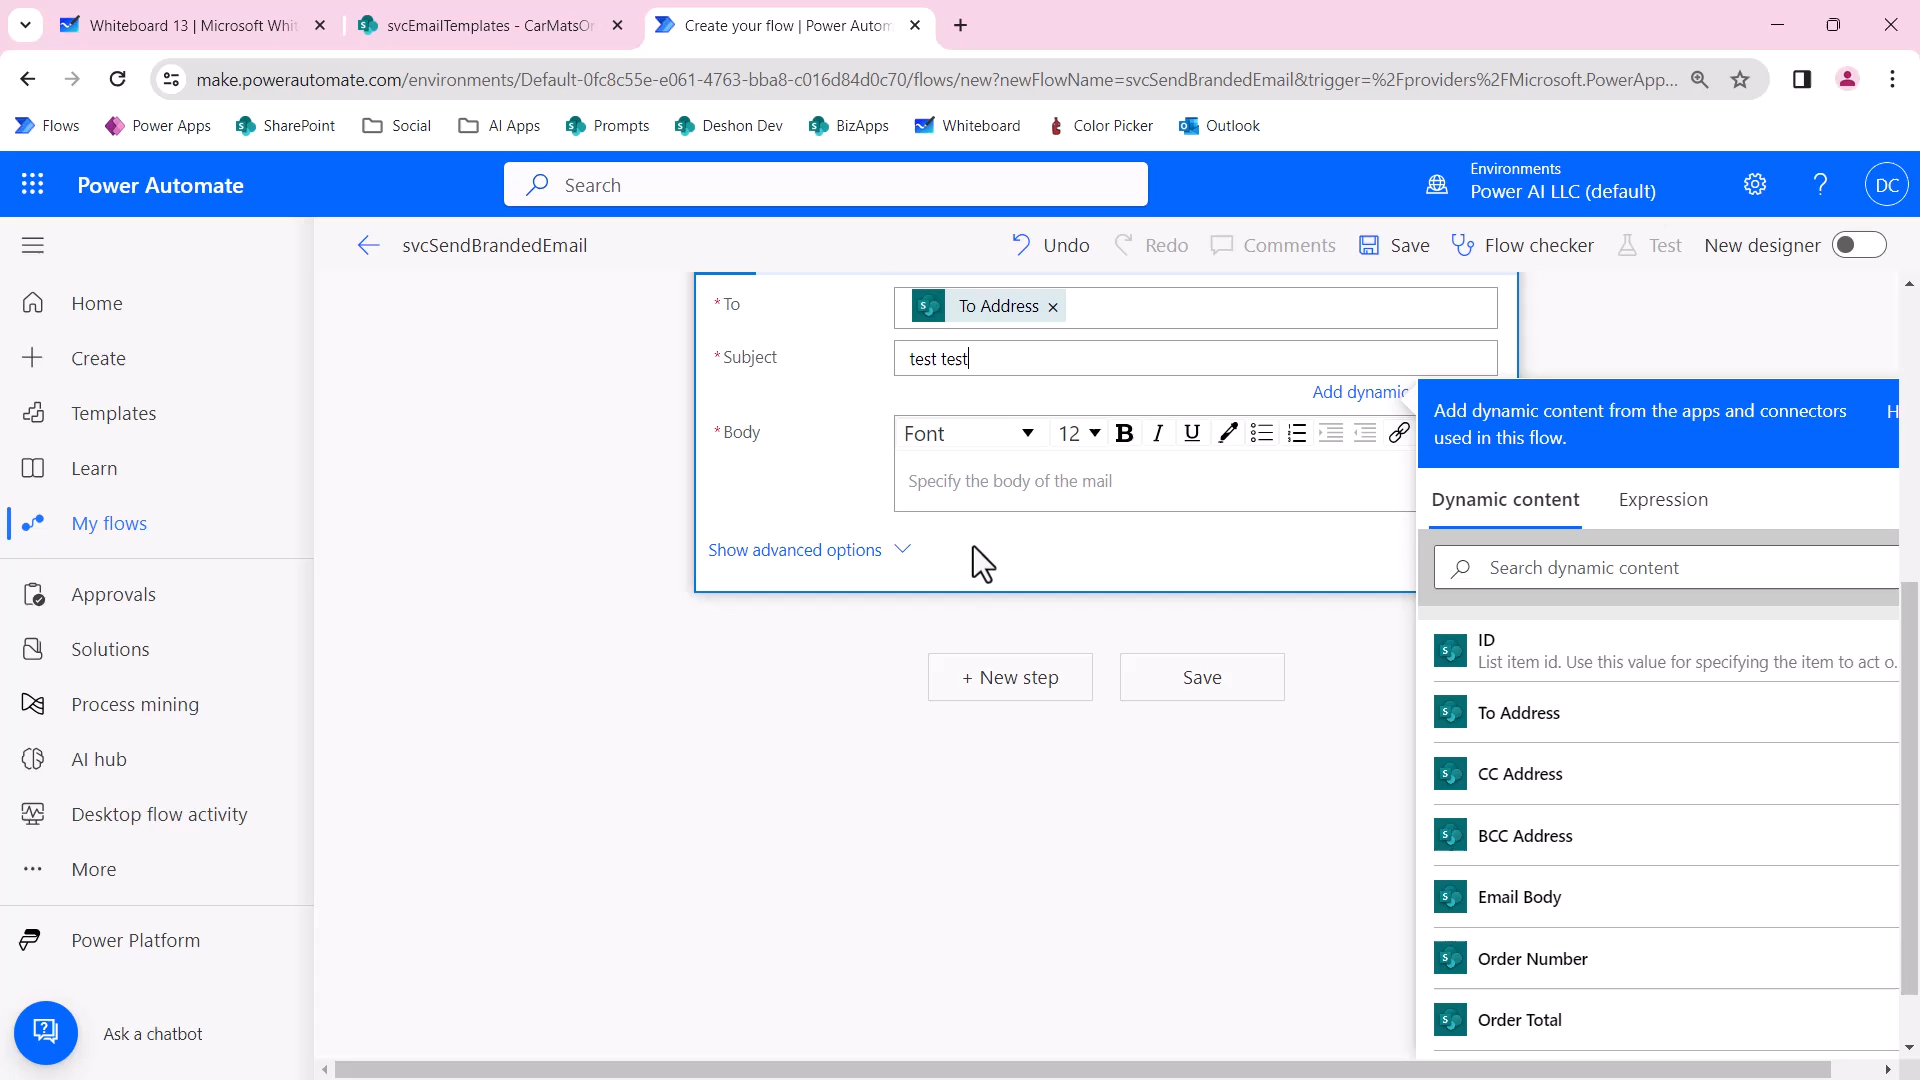 Whiteboard 13 | Microsoft Whit
svcEmailTemplates - CarMatsOr
Create your flow | Power Autom
make.powerautomate.com/environments/Default-0fc8c55e-e061-4763-bba8-c016d84d0c70/flows/new?newFlowName=svcSendBrandedEmail&trigger=%2Fproviders%2FMicrosoft.PowerApp...
Flows
Power Apps
SharePoint
Social
AI Apps
Prompts
Deshon Dev
BizApps
Whiteboard
Color Picker
Outlook
Power Automate
Search
Environments
Power AI LLC (default)
DC
svcSendBrandedEmail
Undo
Redo
Comments
Save
Flow checker
Test
New designer
Home
Create
Templates
Learn
My flows
Approvals
Solutions
Process mining
AI hub
Desktop flow activity
More
Power Platform
Ask a chatbot
* To
To Address
* Subject
test test
Add dynamic
* Body
Font
12
B I U
Specify the body of the mail
Show advanced options
+ New step
Save
Add dynamic content from the apps and connectors
used in this flow.
H
Dynamic content
Expression
Search dynamic content
ID
List item id. Use this value for specifying the item to act o.
To Address
CC Address
BCC Address
Email Body
Order Number
Order Total